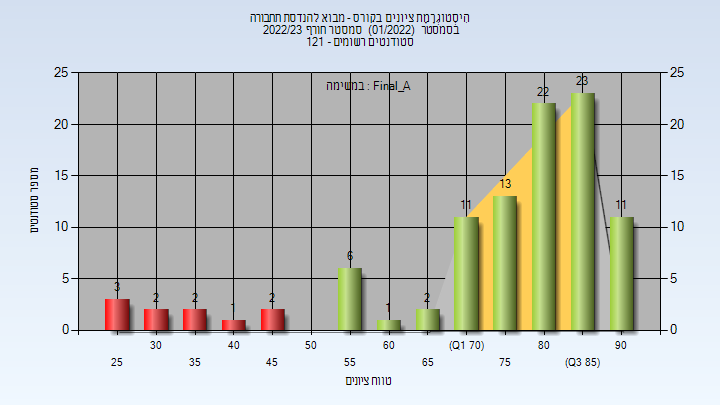 היסטוגרמת ציונים בקורס - מבוא להנדסת תחבורה
בסמסטר (01/2022) סמסטר חורף 2022/23
סטודנטים רשומים - 121
במשימה : Final_A
מספר סטודנטים
25 20 15 10 5 0
25 20 15 10 5 0
3 2 2 1 2 6 1 2 11 13 22 23 11
30 40 50 60 (Q1 70) 80 90
25 35 45 55 65 75 (Q3 85)
טווח ציונים